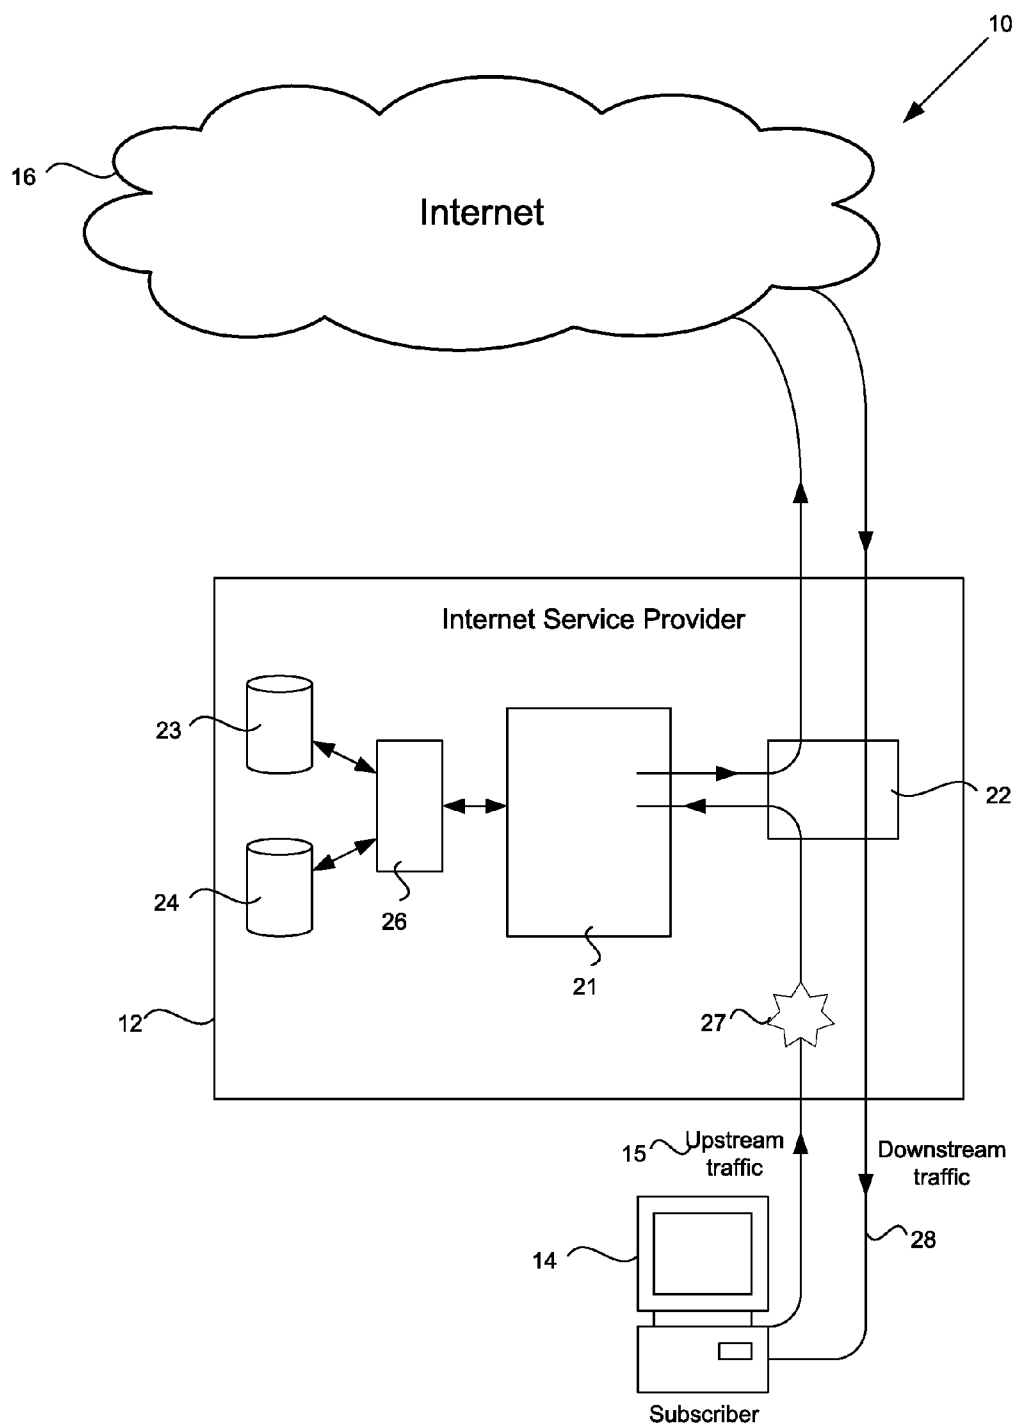 10
16
Internet
Internet Service Provider
23
22
24
26
21
12
27
15
Upstream
traffic
Downstream
traffic
14
28
Subscriber